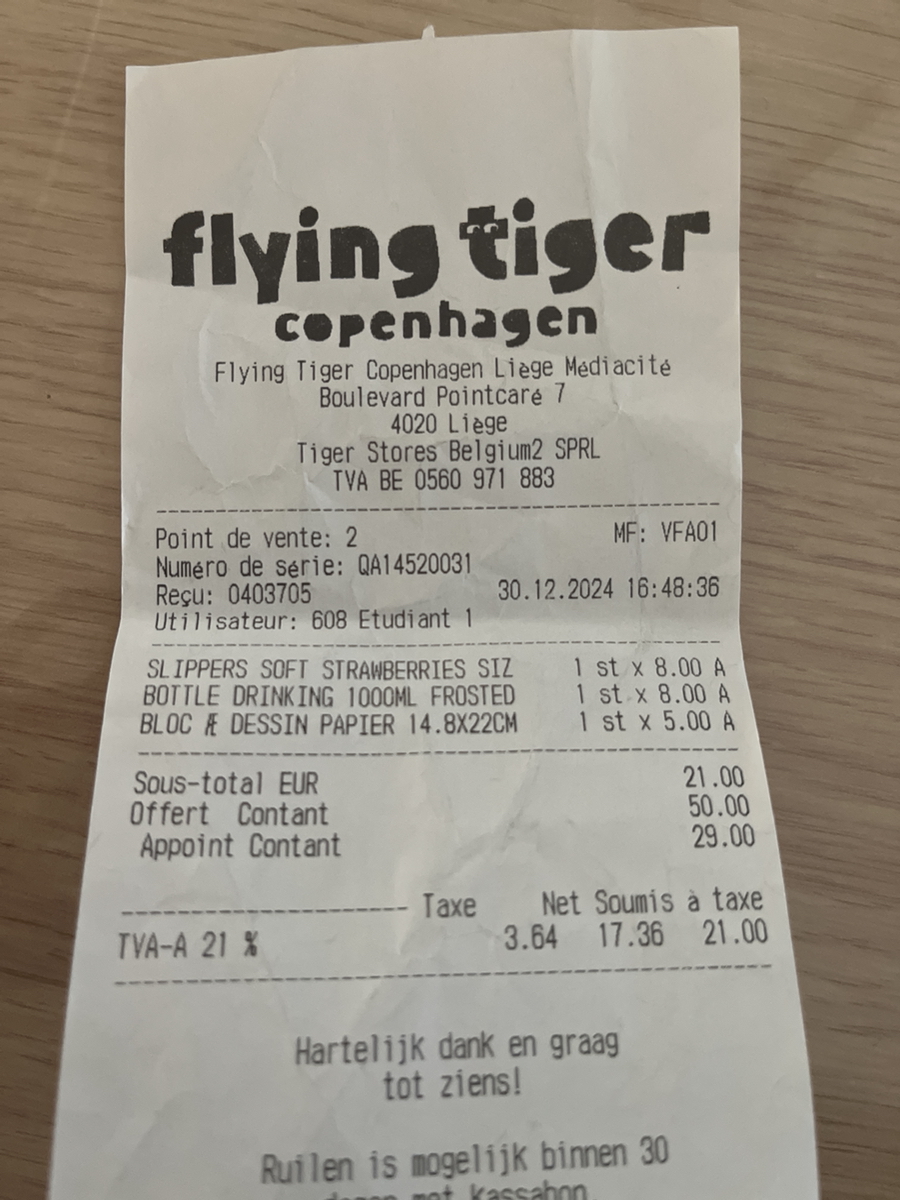 flying tiger
copenhagen
Flying Tiger Copenhagen Liège Médiacité
Boulevard Pointcaré 7
4020 Liège
Tiger Stores Belgium2 SPRL
TVA BE 0560 971 883
Point de vente: 2 MF: VFA01
Numéro de série: QA14520031
Reçu: 0403705 30.12.2024 16:48:36
Utilisateur: 608 Etudiant 1
SLIPPERS SOFT STRAWBERRIES SIZ 1 st x 8.00 A
BOTTLE DRINKING 1000ML FROSTED 1 st x 8.00 A
BLOC Æ DESSIN PAPIER 14.8X22CM 1 st x 5.00 A
Sous-total EUR 21.00
Offert Contant 50.00
Appoint Contant 29.00
Taxe Net Soumis à taxe
TVA-A 21 % 3.64 17.36 21.00
Hartelijk dank en graag
tot ziens!
Ruilen is mogelijk binnen 30
dagen met kassabon